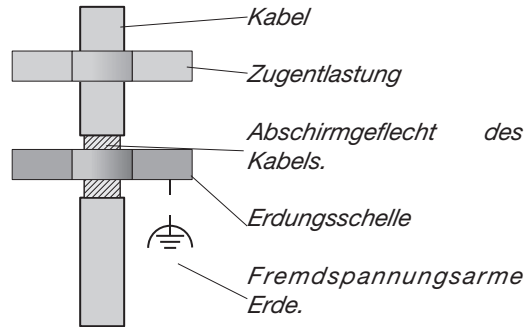 Kabel
Zugentlastung
Abschirmgeflecht des
Kabels.
Erdungsschelle
Fremdspannungsarme
Erde.